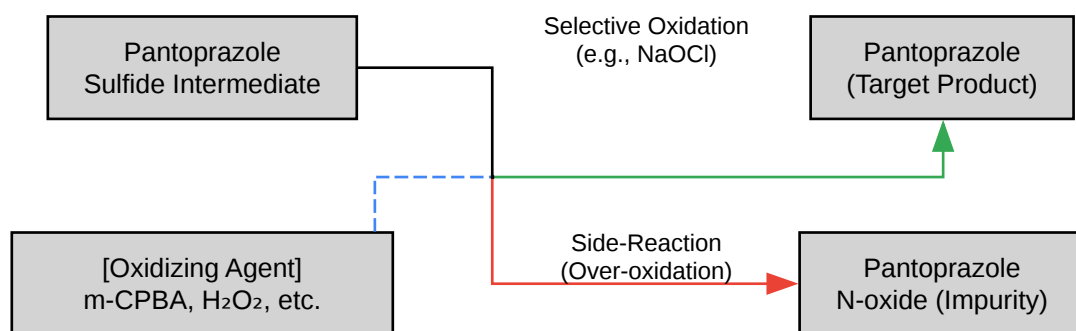 Pantoprazole
Sulfide Intermediate
Selective Oxidation
(e.g., NaOCl)
Pantoprazole
(Target Product)
[Oxidizing Agent]
m-CPBA, H₂O₂, etc.
Side-Reaction
(Over-oxidation)
Pantoprazole
N-oxide (Impurity)